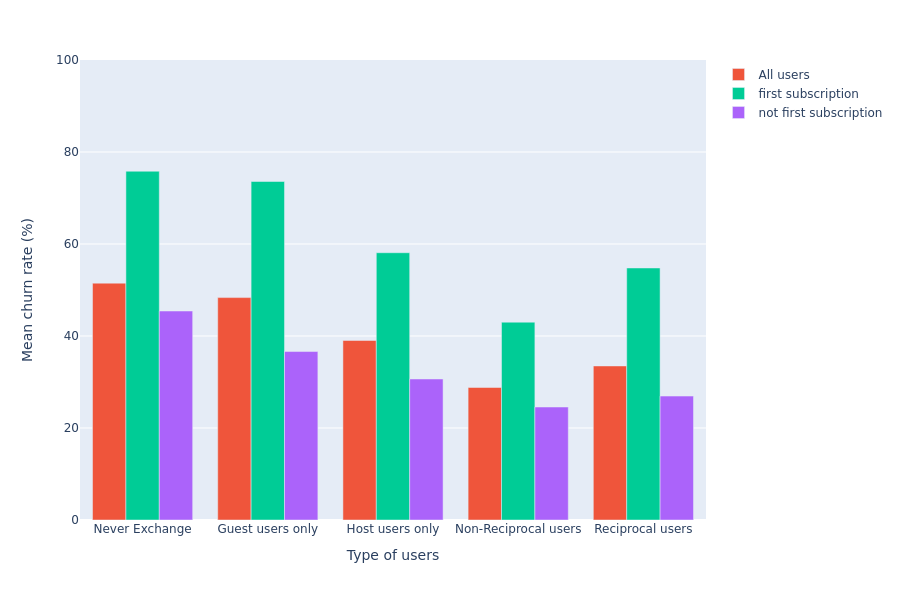 100
80
60
40
20
0
Mean churn rate (%)
Never Exchange
Guest users only
Host users only
Non-Reciprocal users
Reciprocal users
Type of users
All users
first subscription
not first subscription